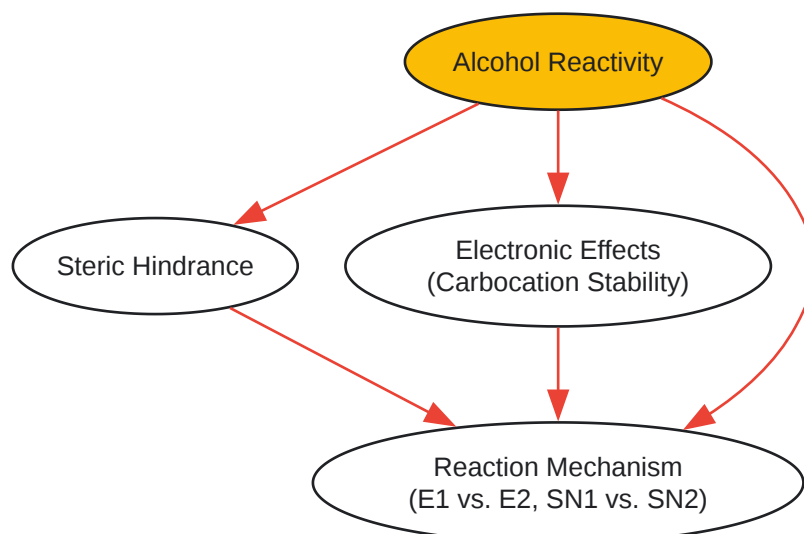 Alcohol Reactivity
Steric Hindrance
Electronic Effects
(Carbocation Stability)
Reaction Mechanism
(E1 vs. E2, SN1 vs. SN2)